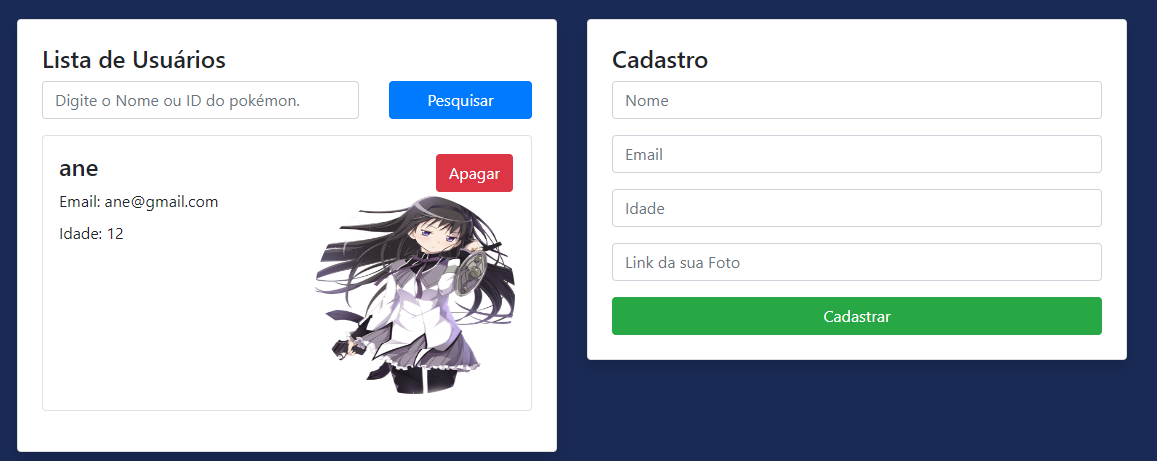 Lista de Usuários
Digite o Nome ou ID do pokémon.
Pesquisar
ane
Apagar
Email: ane@gmail.com
Idade: 12
Cadastro
Nome
Email
Idade
Link da sua Foto
Cadastrar